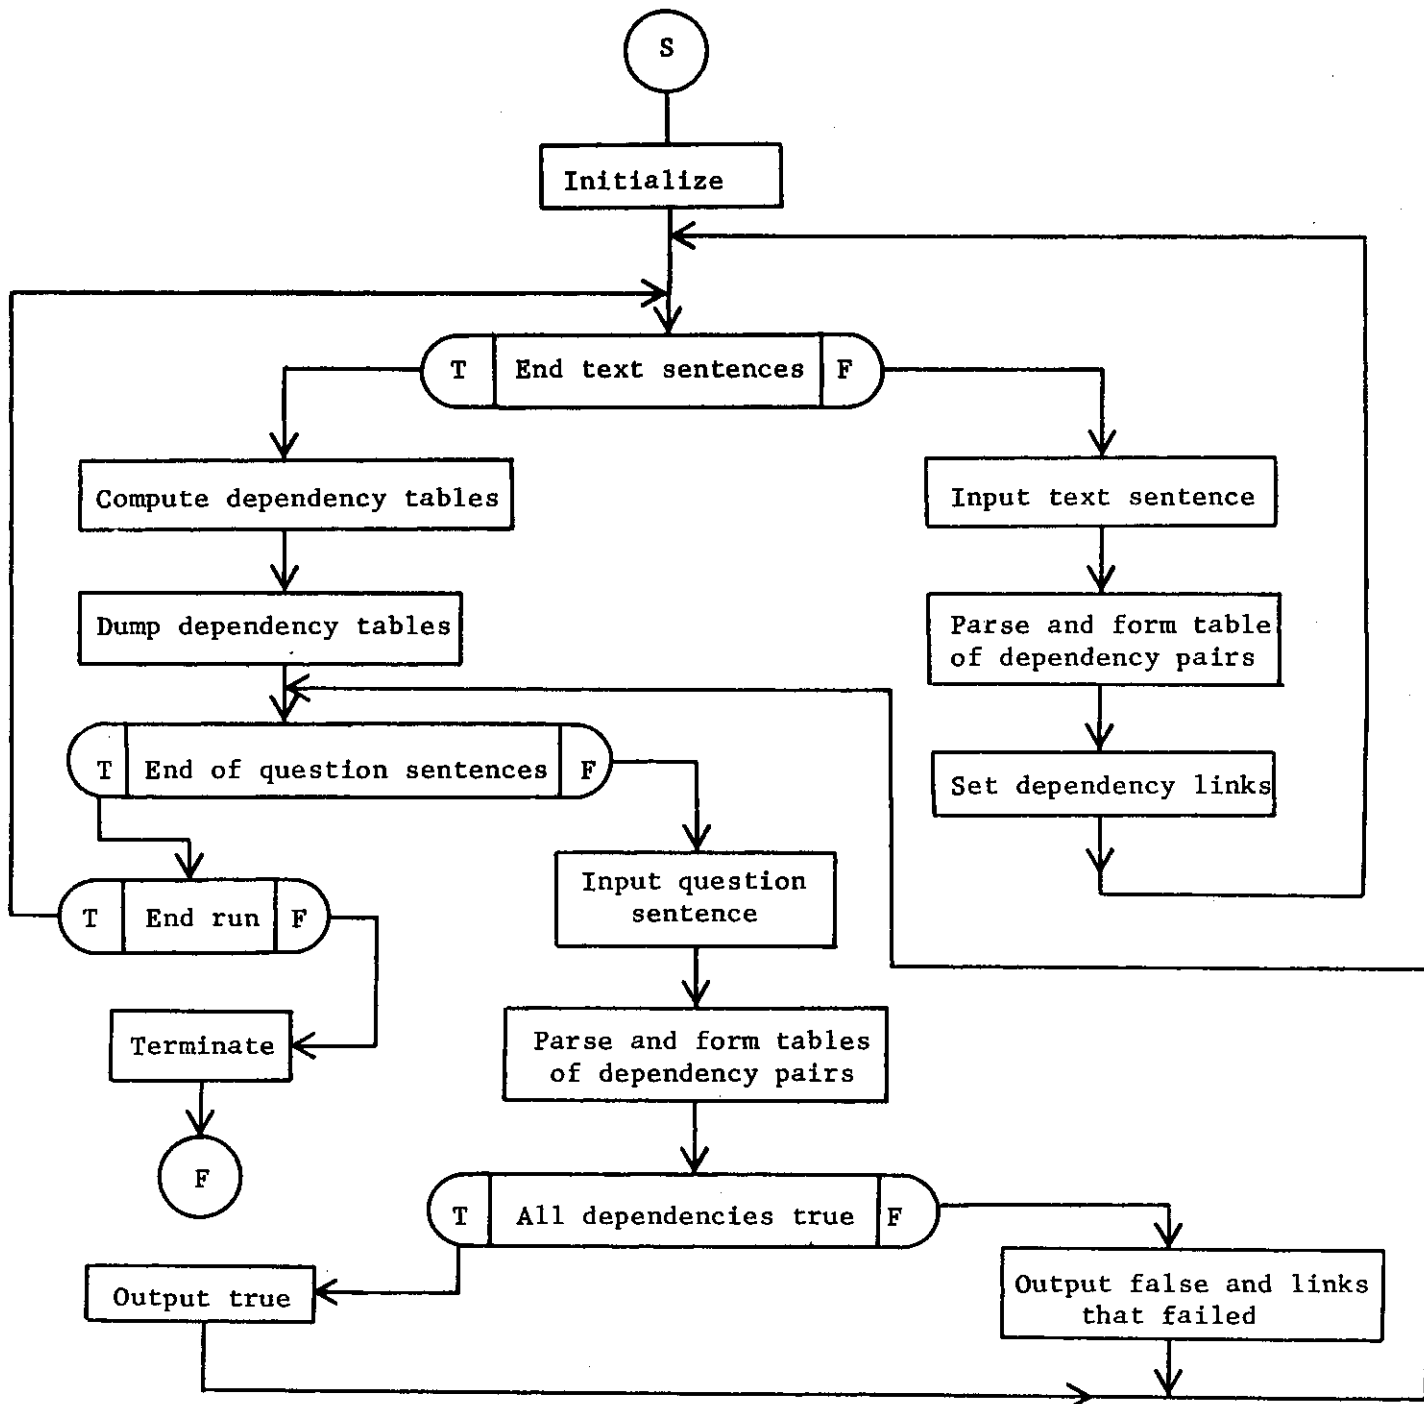 S
Initialize
T End text sentences F
Compute dependency tables
Input text sentence
Dump dependency tables
Parse and form table
of dependency pairs
T End of question sentences F
Set dependency links
Input question
sentence
T End run F
Terminate
Parse and form tables
of dependency pairs
F
T All dependencies true F
Output true
Output false and links
that failed